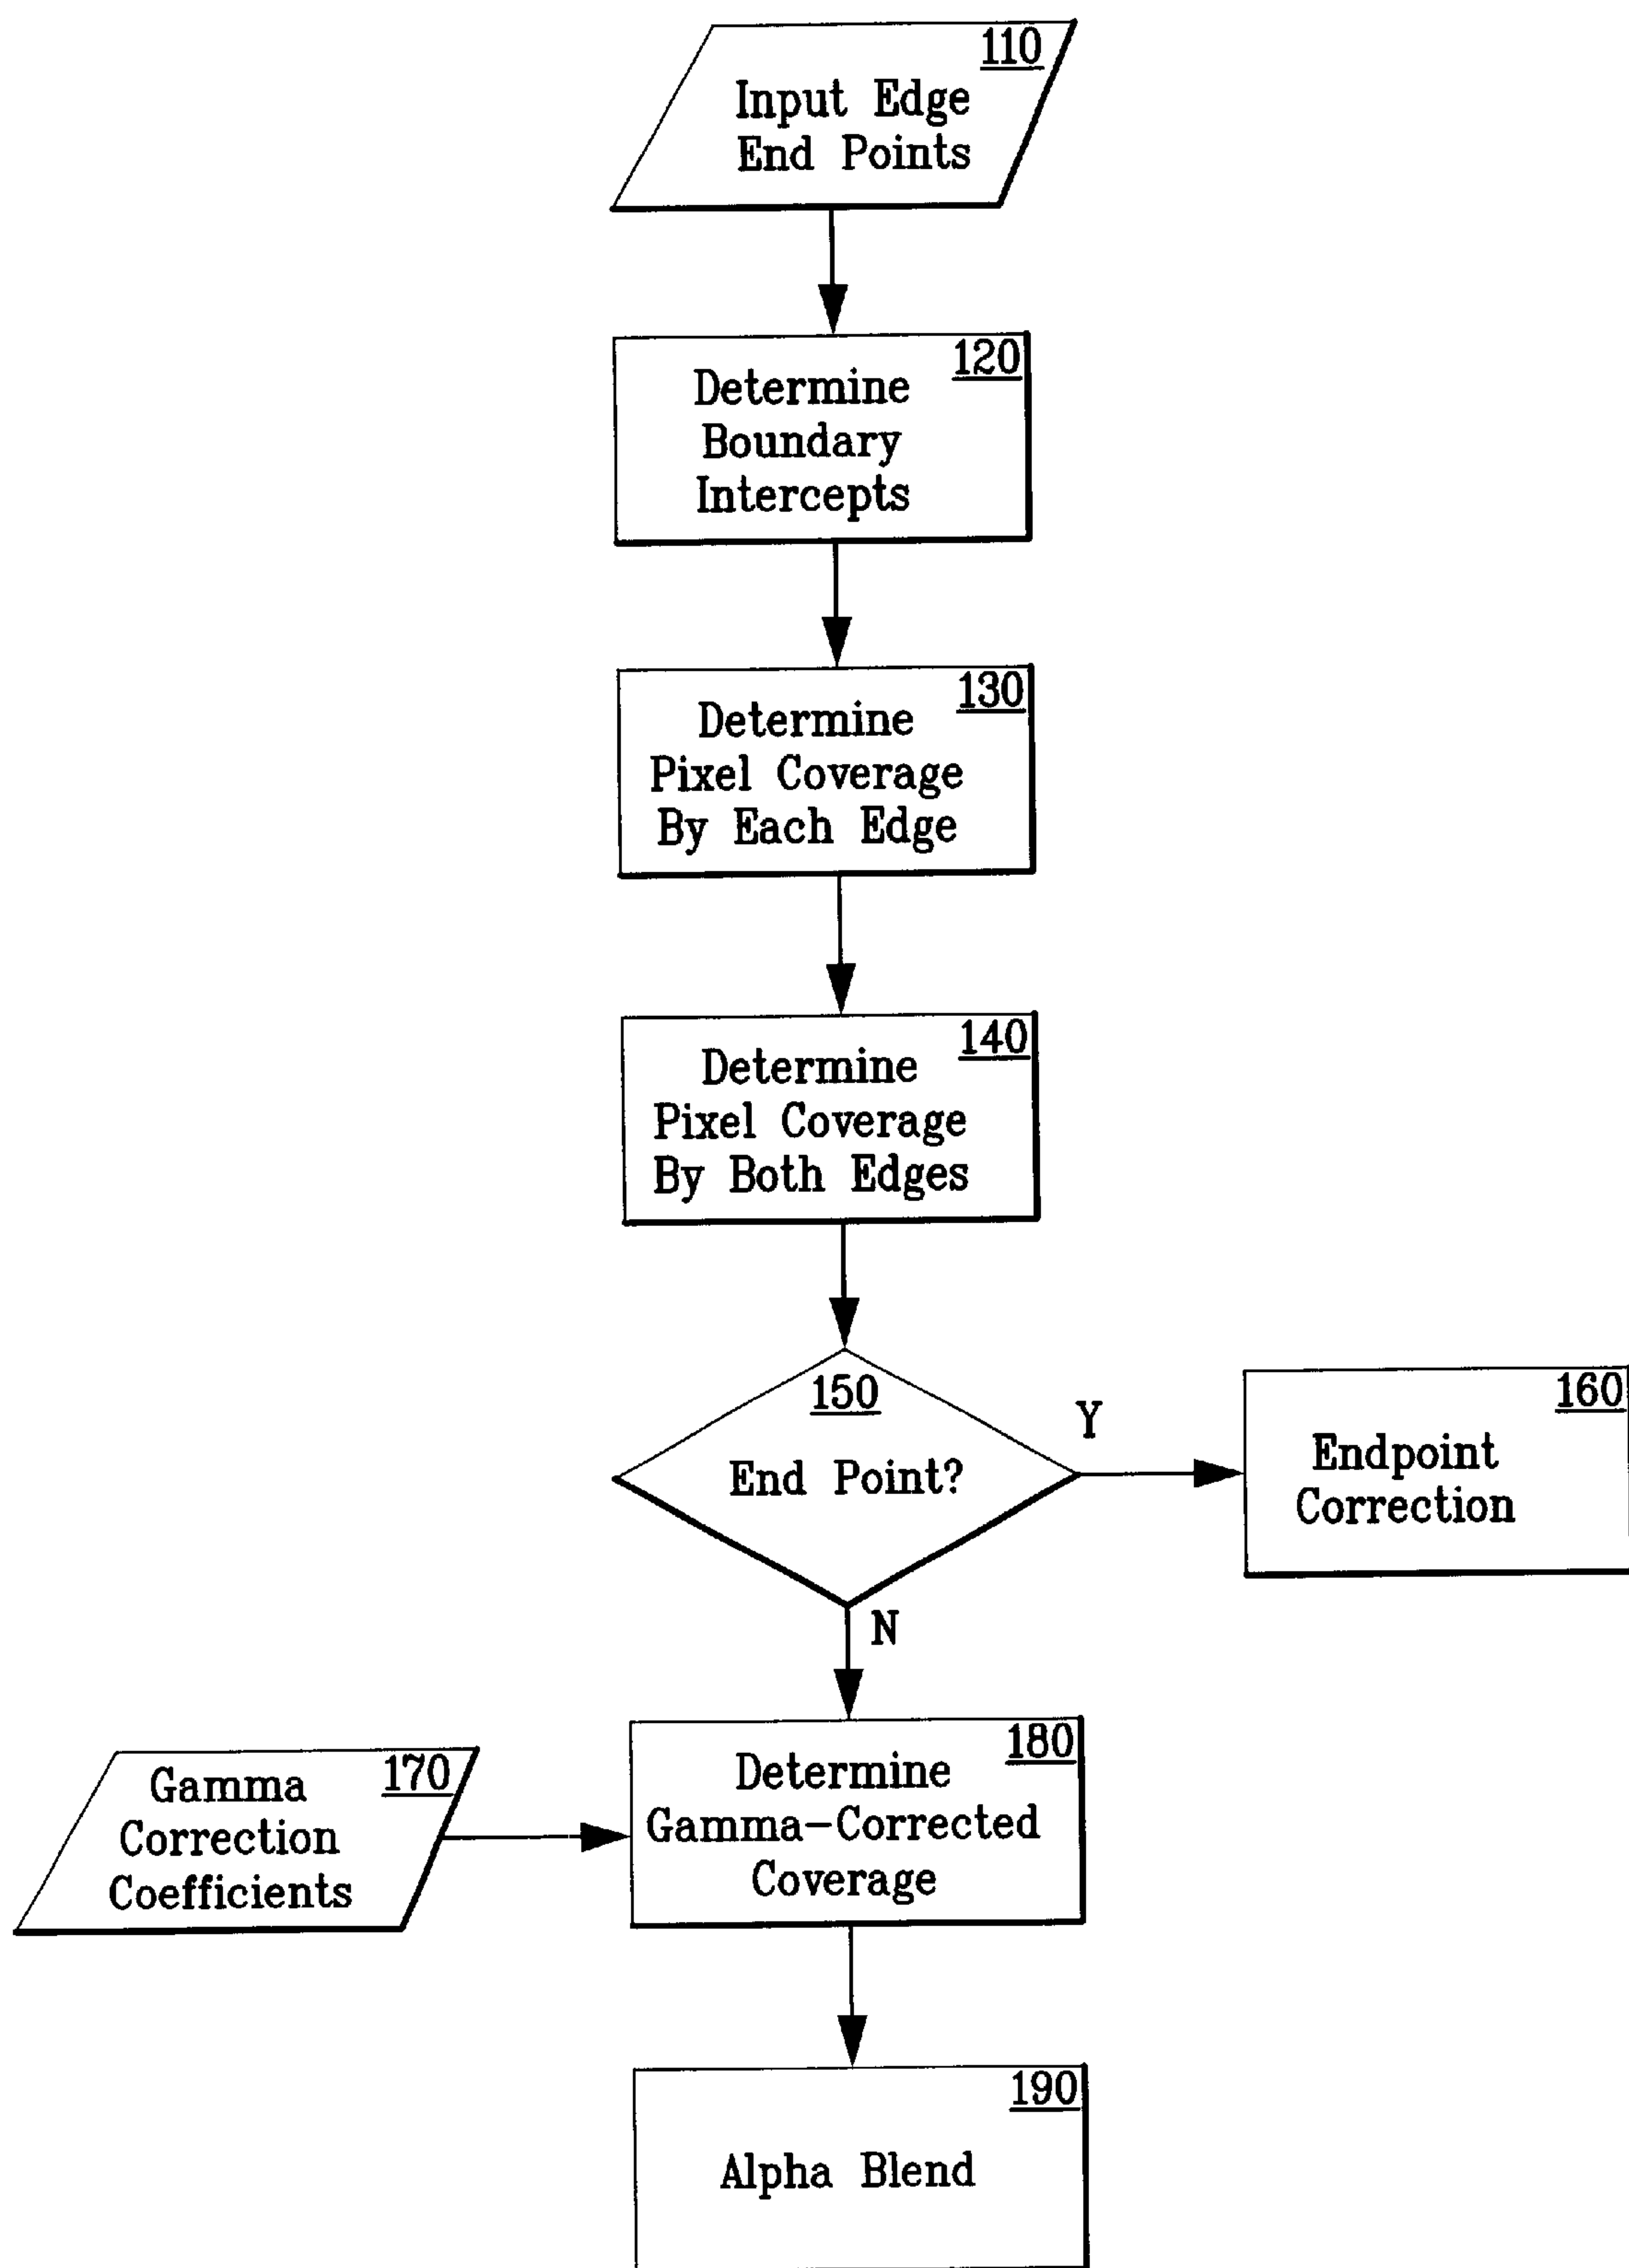 110
Input Edge
End Points
120
Determine
Boundary
Intercepts
130
Determine
Pixel Coverage
By Each Edge
140
Determine
Pixel Coverage
By Both Edges
150
End Point?
Y
160
Endpoint
Correction
N
170
Gamma
Correction
Coefficients
180
Determine
Gamma-Corrected
Coverage
190
Alpha Blend